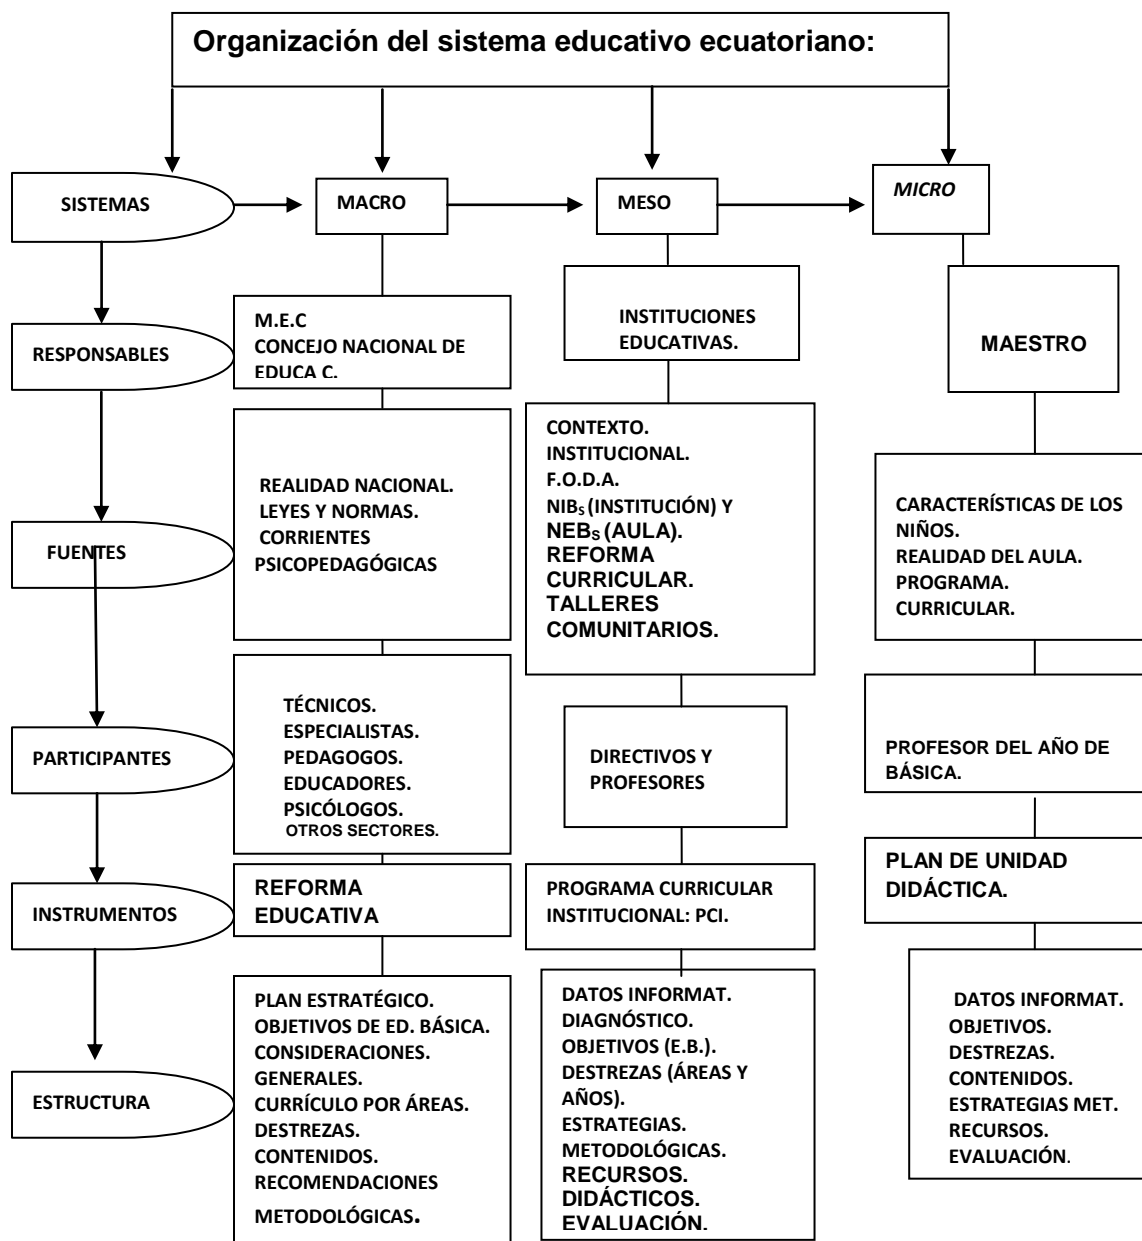 Organización del sistema educativo ecuatoriano:
SISTEMAS
MACRO
MESO
MICRO
RESPONSABLES
M.E.C
CONCEJO NACIONAL DE
EDUCA C.
INSTITUCIONES
EDUCATIVAS.
MAESTRO
FUENTES
REALIDAD NACIONAL.
LEYES Y NORMAS.
CORRIENTES
PSICOPEDAGÓGICAS
CONTEXTO.
INSTITUCIONAL.
F.O.D.A.
NIBS (INSTITUCIÓN) Y
NEBS (AULA).
REFORMA
CURRICULAR.
TALLERES
COMUNITARIOS.
CARACTERÍSTICAS DE LOS
NIÑOS.
REALIDAD DEL AULA.
PROGRAMA.
CURRICULAR.
PARTICIPANTES
TÉCNICOS.
ESPECIALISTAS.
PEDAGOGOS.
EDUCADORES.
PSICÓLOGOS.
OTROS SECTORES.
DIRECTIVOS Y
PROFESORES
PROFESOR DEL AÑO DE
BÁSICA.
INSTRUMENTOS
REFORMA
EDUCATIVA
PROGRAMA CURRICULAR
INSTITUCIONAL: PCI.
PLAN DE UNIDAD
DIDÁCTICA.
ESTRUCTURA
PLAN ESTRATÉGICO.
OBJETIVOS DE ED. BÁSICA.
CONSIDERACIONES.
GENERALES.
CURRÍCULO POR ÁREAS.
DESTREZAS.
CONTENIDOS.
RECOMENDACIONES
METODOLÓGICAS.
DATOS INFORMAT.
DIAGNÓSTICO.
OBJETIVOS (E.B.).
DESTREZAS (ÁREAS Y
AÑOS).
ESTRATEGIAS.
METODOLÓGICAS.
RECURSOS.
DIDÁCTICOS.
EVALUACIÓN.
DATOS INFORMAT.
OBJETIVOS.
DESTREZAS.
CONTENIDOS.
ESTRATEGIAS MET.
RECURSOS.
EVALUACIÓN.